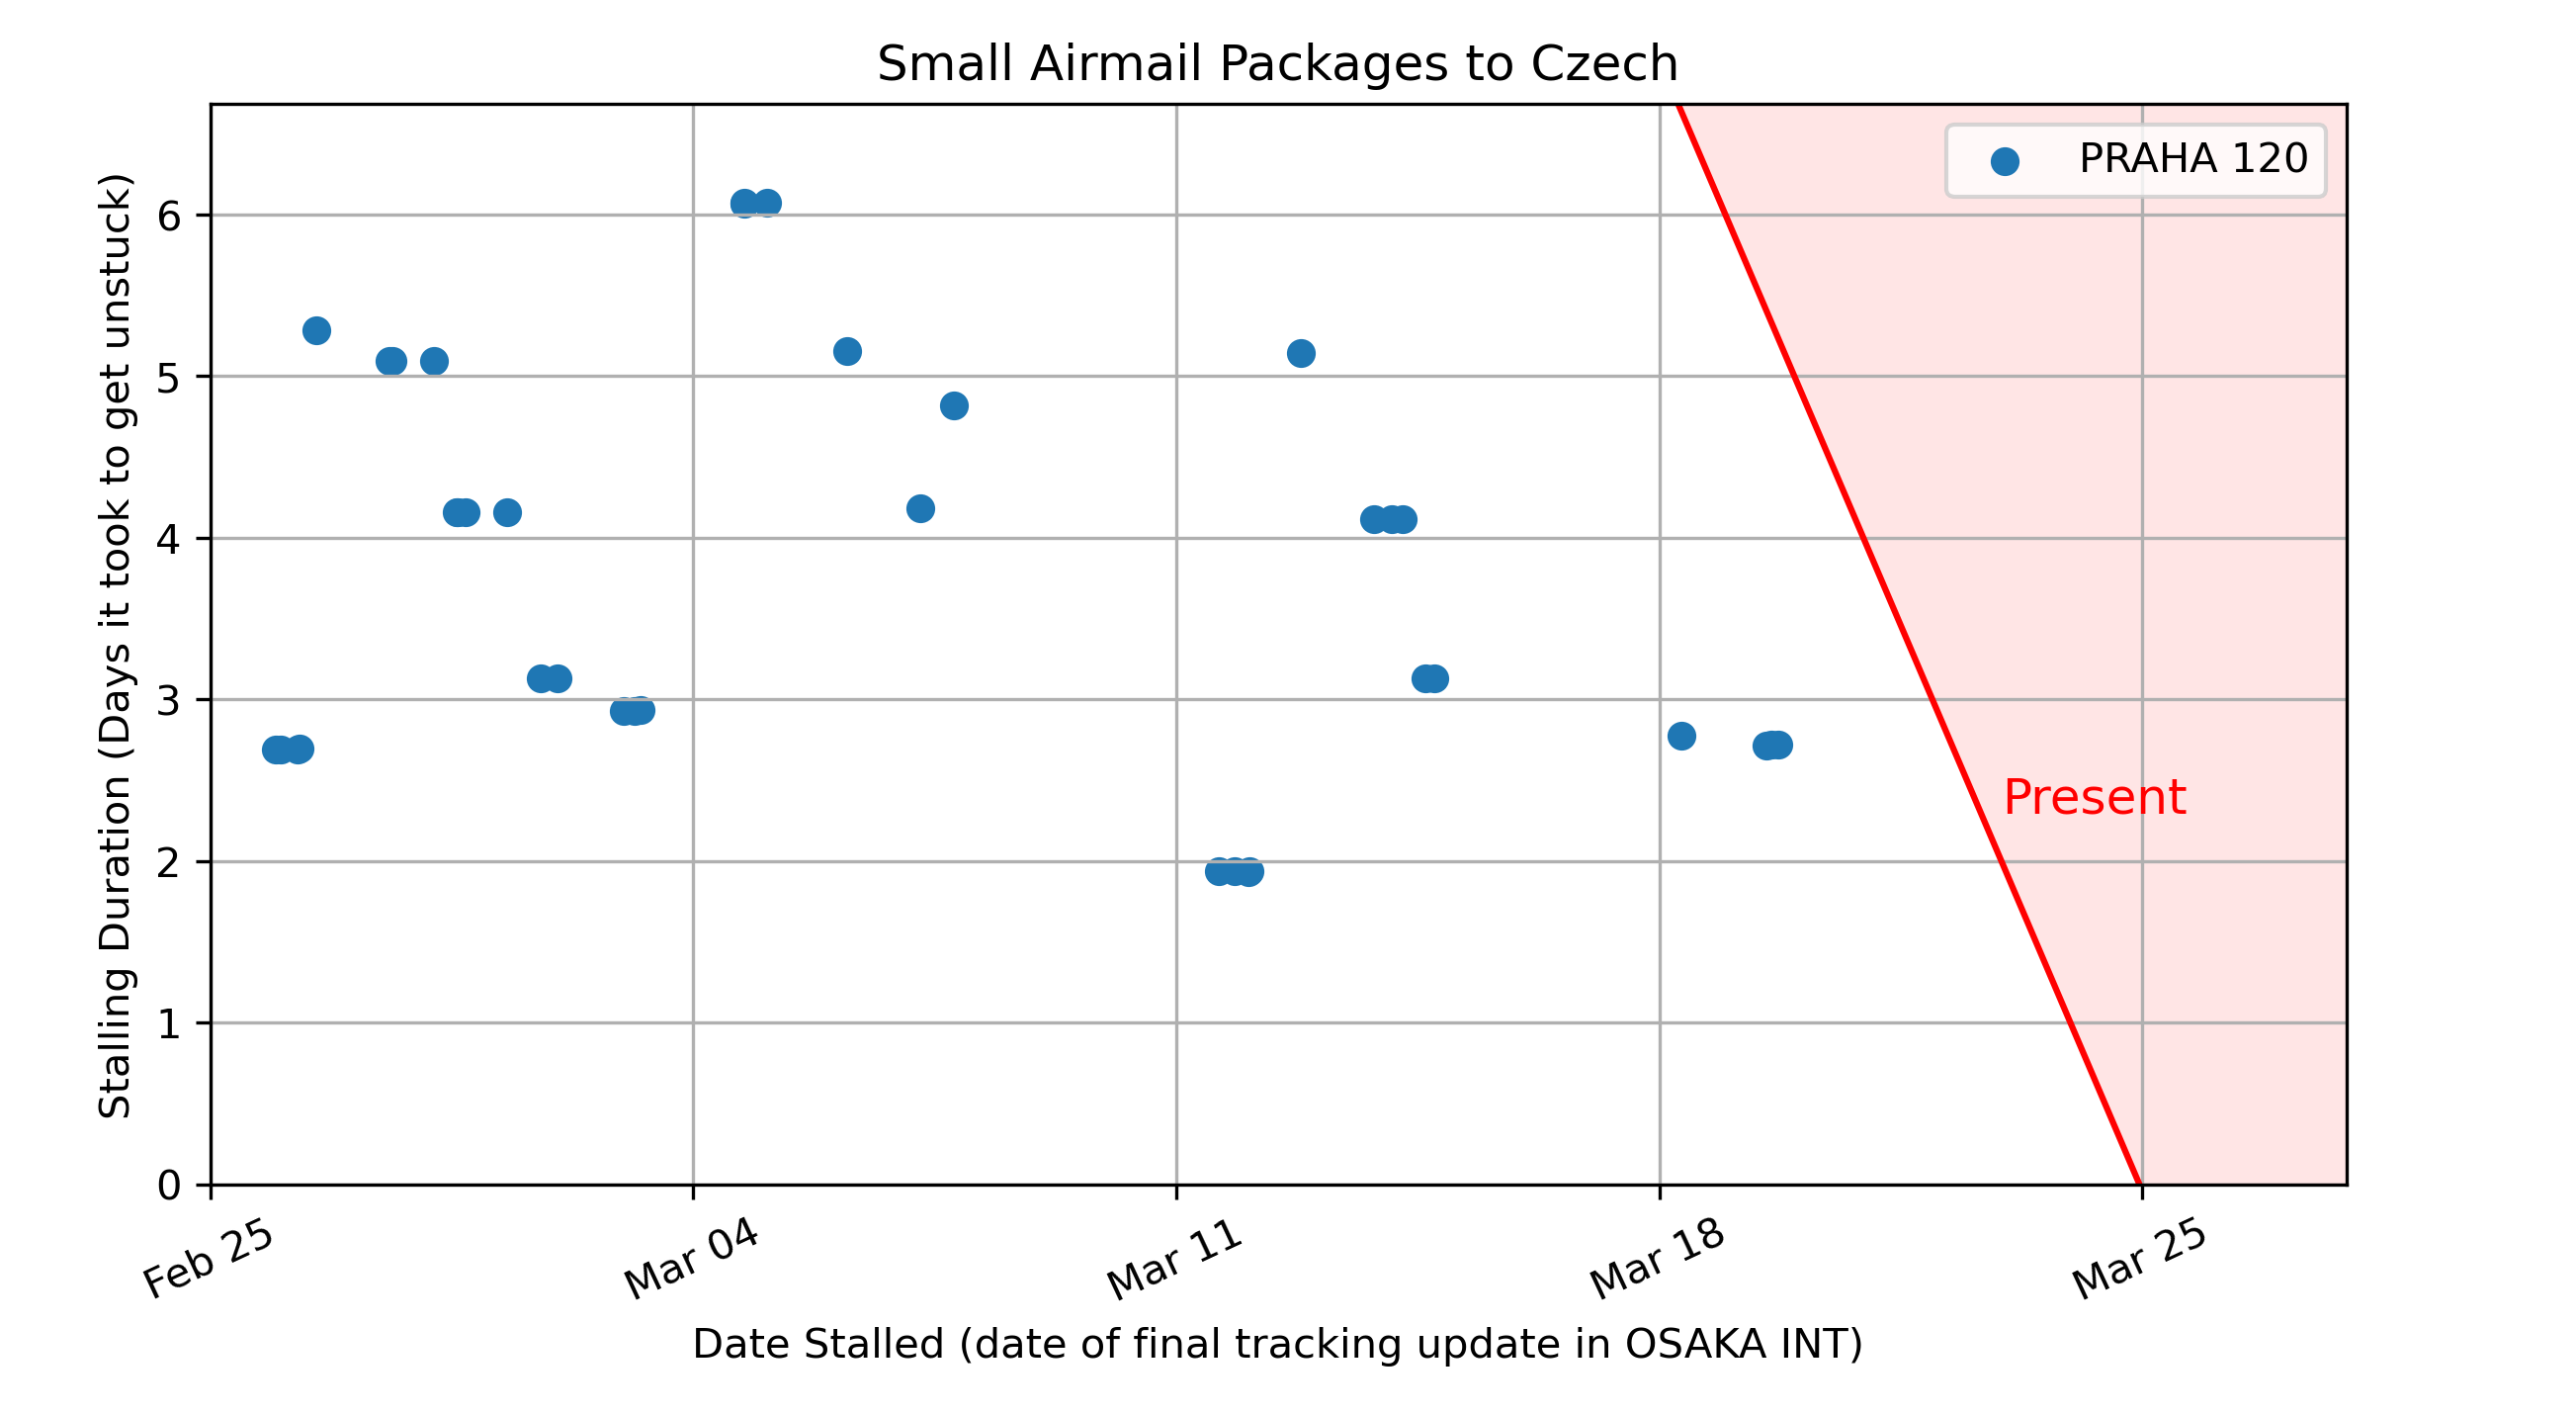 Small Airmail Packages to Czech
PRAHA 120
Stalling Duration (Days it took to get unstuck)
6
5
4
3
2
1
0
Present
Feb 25
Mar 04
Mar 11
Mar 18
Mar 25
Date Stalled (date of final tracking update in OSAKA INT)